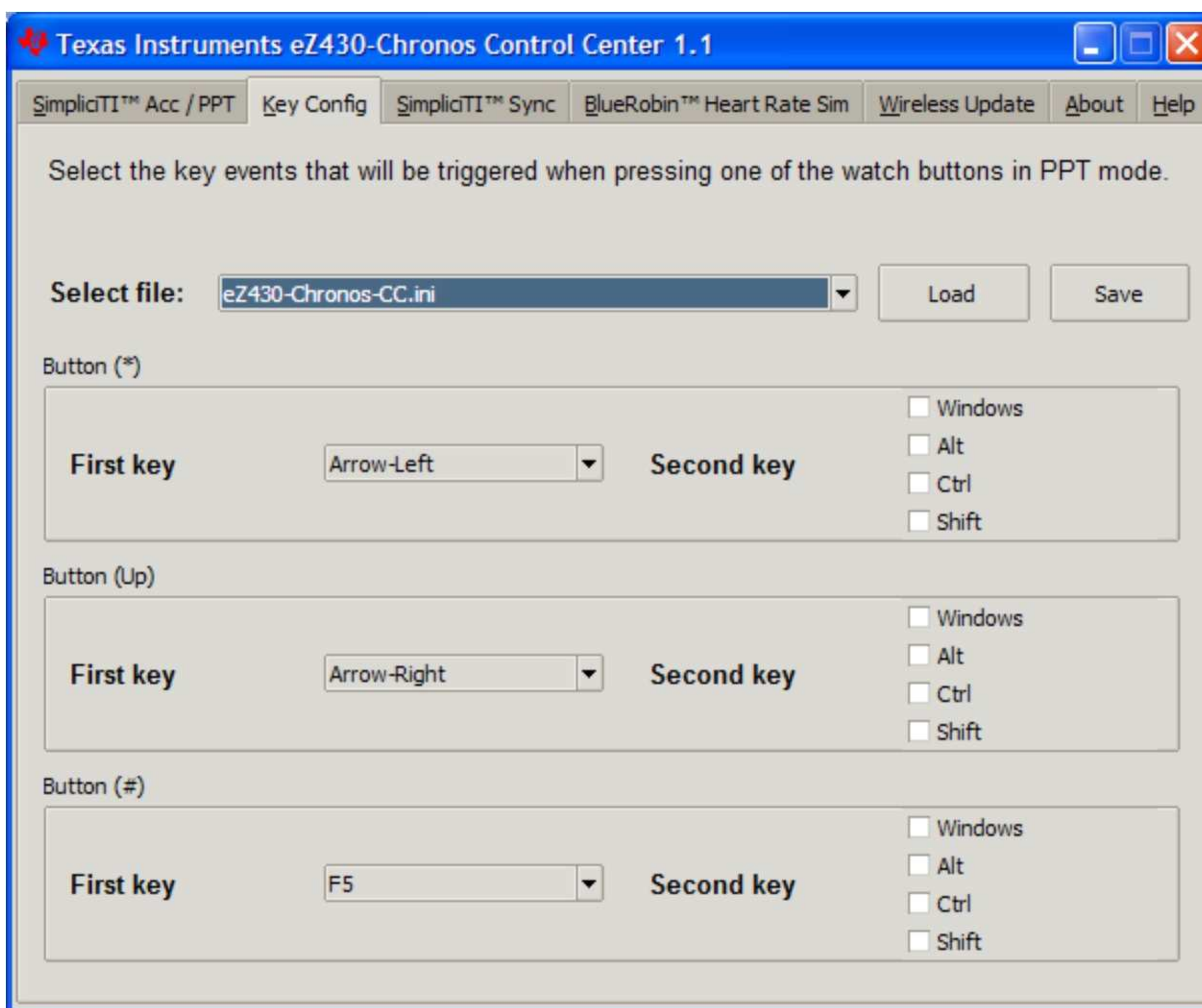 Texas Instruments eZ430-Chronos Control Center 1.1
SimpliciTI™ Acc / PPT Key Config SimpliciTI™ Sync BlueRobin™ Heart Rate Sim Wireless Update About Help
Select the key events that will be triggered when pressing one of the watch buttons in PPT mode.
Select file: eZ430-Chronos-CC.ini Load Save
Button (*)
Windows
Alt
First key Arrow-Left Second key
Ctrl
Shift
Button (Up)
Windows
Alt
First key Arrow-Right Second key
Ctrl
Shift
Button (#)
Windows
Alt
First key F5 Second key
Ctrl
Shift